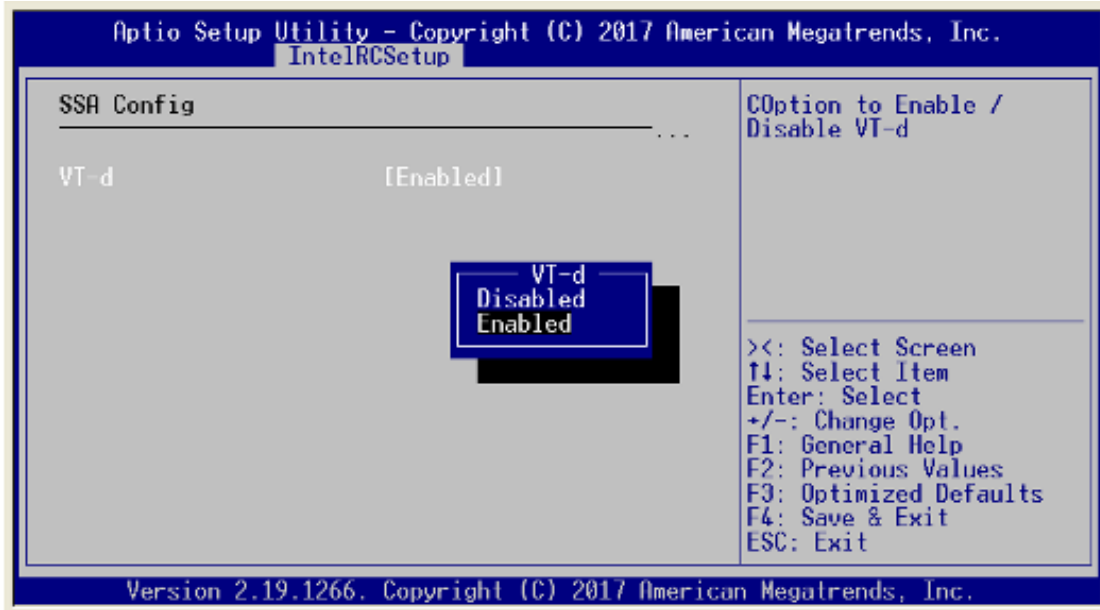 Aptio Setup Utility – Copyright (C) 2017 American Megatrends, Inc.
IntelRCSetup
SSA Config
...
VT-d [Enabled]
VT-d
Disabled
Enabled
COption to Enable /
Disable VT-d
><: Select Screen
↑↓: Select Item
Enter: Select
+/-: Change Opt.
F1: General Help
F2: Previous Values
F3: Optimized Defaults
F4: Save & Exit
ESC: Exit
Version 2.19.1266. Copyright (C) 2017 American Megatrends, Inc.